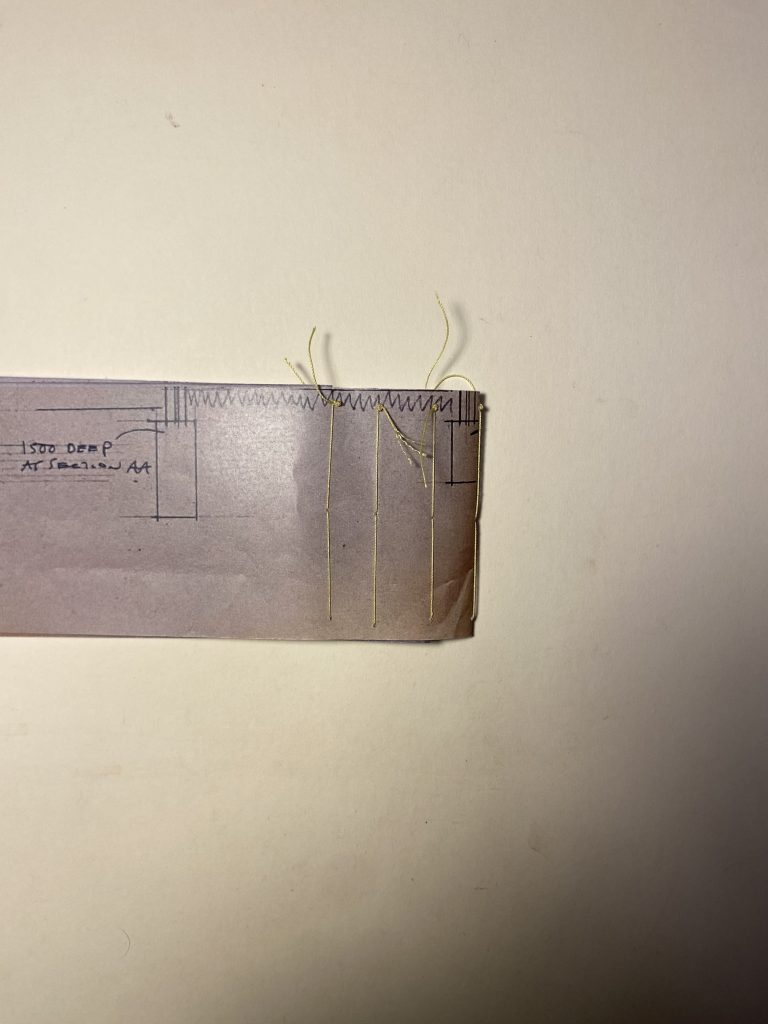 1500 DEEP
AT SECTION AA